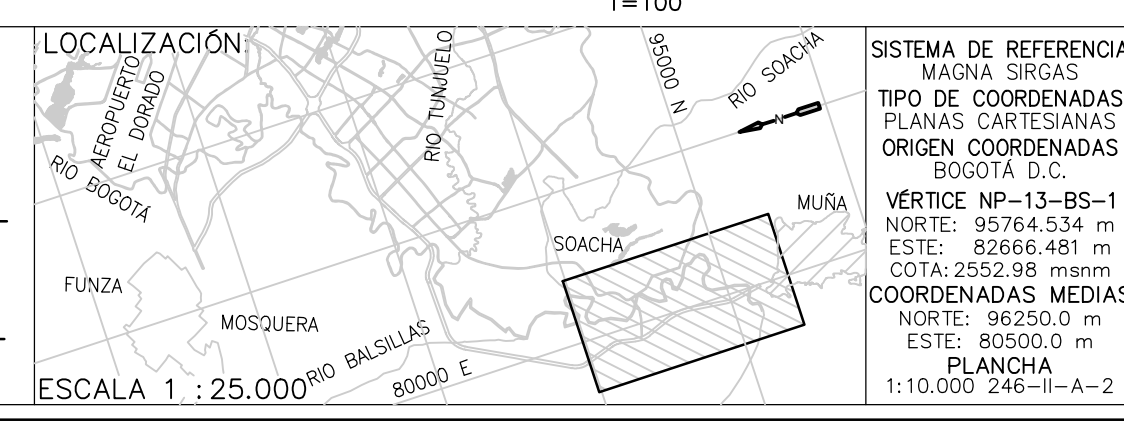 T=100
LOCALIZACIÓN:
AEROPUERTO
EL DORADO
RIO BOGOTÁ
RIO TUNJUELO
95000 N
RIO SOACHA
N
MUÑA
SOACHA
FUNZA
MOSQUERA
RIO BALSILLAS
80000 E
ESCALA 1 : 25.000
SISTEMA DE REFERENCIA
MAGNA SIRGAS
TIPO DE COORDENADAS
PLANAS CARTESIANAS
ORIGEN COORDENADAS
BOGOTÁ D.C.
VÉRTICE NP-13-BS-1
NORTE: 95764.534 m
ESTE: 82666.481 m
COTA: 2552.98 msnm
COORDENADAS MEDIAS
NORTE: 96250.0 m
ESTE: 80500.0 m
PLANCHA
1:10.000 246-II-A-2